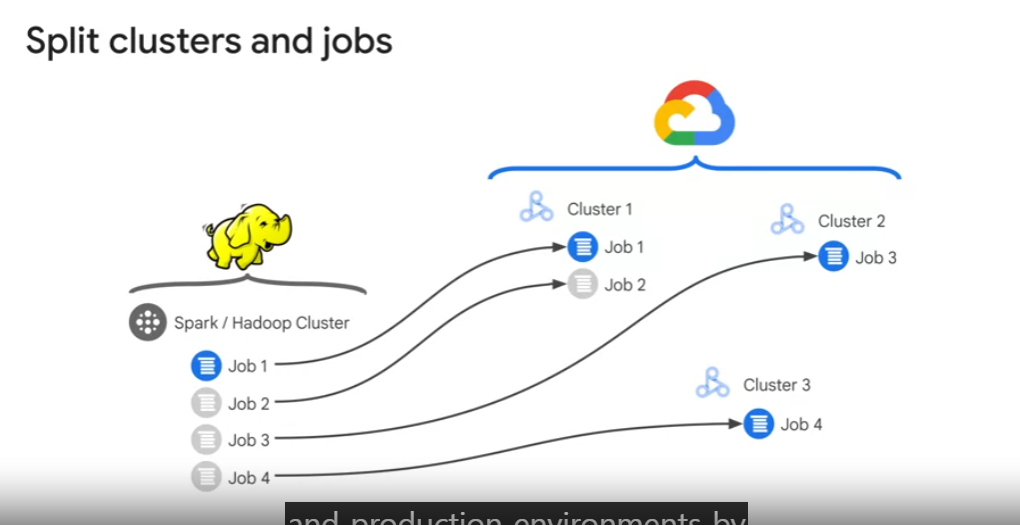 Split clusters and jobs
Spark / Hadoop Cluster
Job 1
Job 2
Job 3
Job 4
Cluster 1
Job 1
Job 2
Cluster 2
Job 3
Cluster 3
Job 4
and production environments by